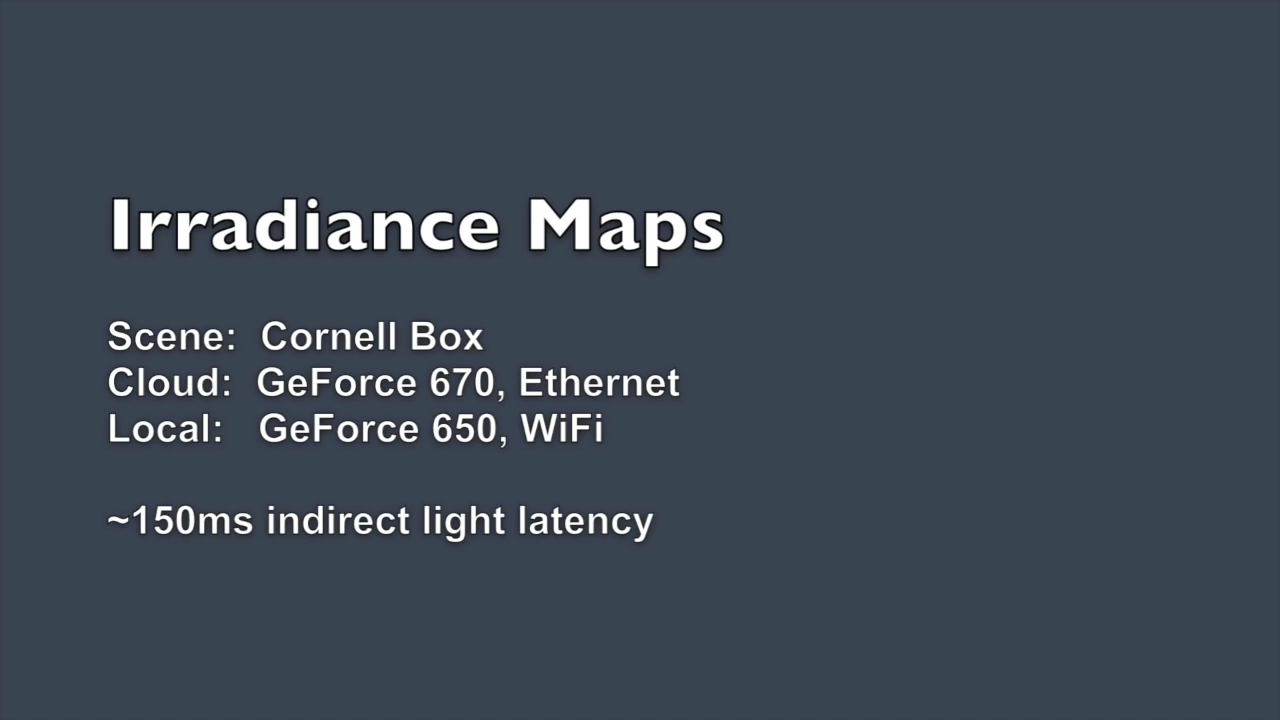 Irradiance Maps
Scene: Cornell Box
Cloud: GeForce 670, Ethernet
Local: GeForce 650, WiFi
~150ms indirect light latency